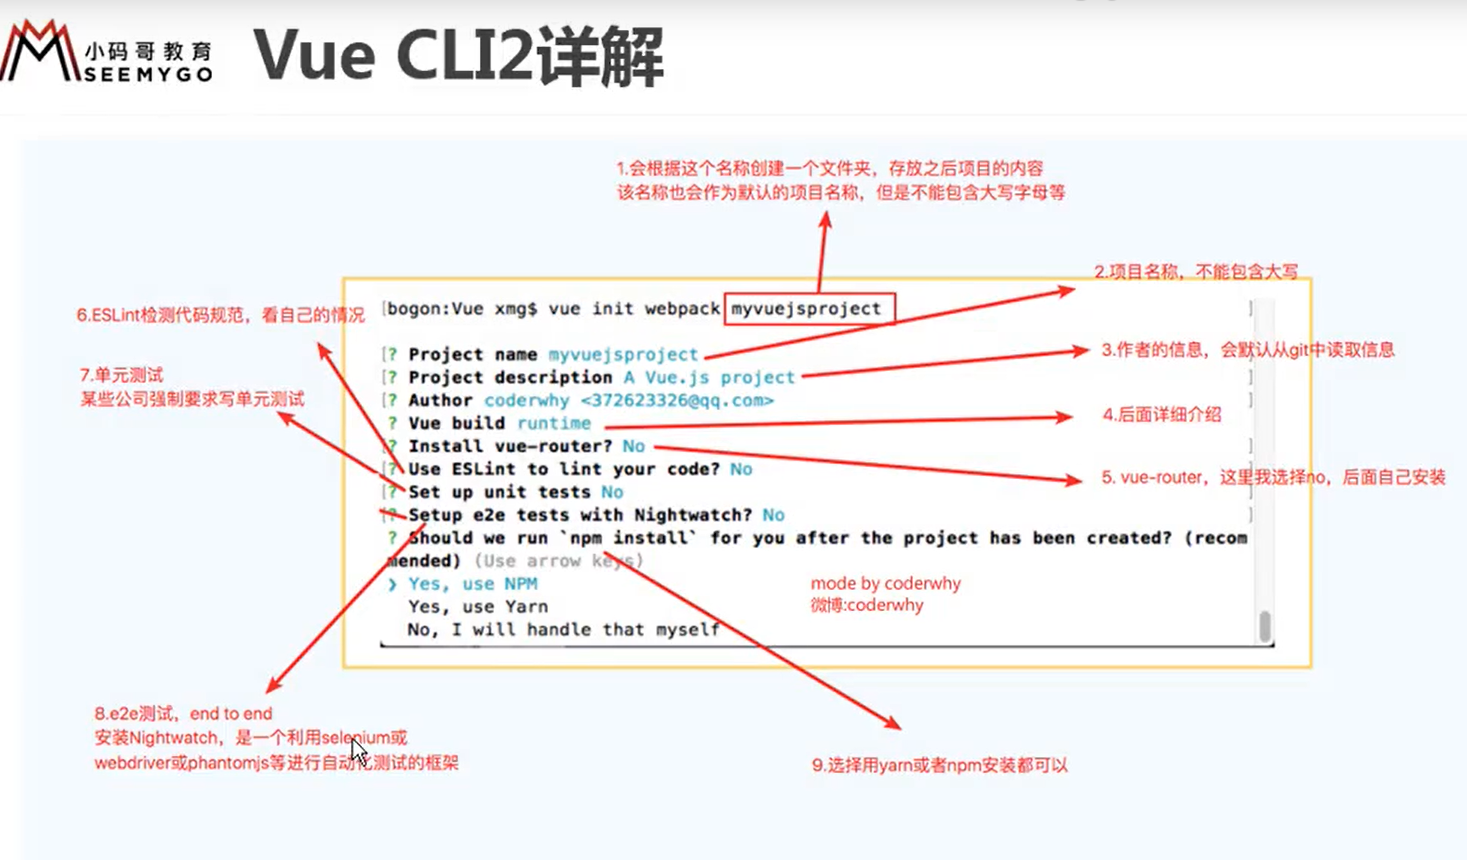 小码哥教育
SEEMYGO
Vue CLI2详解
1.会根据这个名称创建一个文件夹，存放之后项目的内容
该名称也会作为默认的项目名称，但是不能包含大写字母等
2.项目名称，不能包含大写
6.ESLint检测代码规范，看自己的情况
[bogon:Vue xmg$ vue init webpack myvuejsproject ]
3.作者的信息，会默认从git中读取信息
7.单元测试
某些公司强制要求写单元测试
[? Project name myvuejsproject
[? Project description A Vue.js project ]
[? Author coderwhy <372623326@qq.com> ]
? Vue build runtime
4.后面详细介绍
[? Install vue-router? No ]
[? Use ESLint to lint your code? No ]
5. vue-router，这里我选择no，后面自己安装
[? Set up unit tests No ]
[? Setup e2e tests with Nightwatch? No ]
? Should we run `npm install` for you after the project has been created? (recom
mended) (Use arrow keys)
❯ Yes, use NPM
Yes, use Yarn
No, I will handle that myself
mode by coderwhy
微博:coderwhy
8.e2e测试，end to end
安装Nightwatch，是一个利用selenium或
webdriver或phantomjs等进行自动化测试的框架
9.选择用yarn或者npm安装都可以